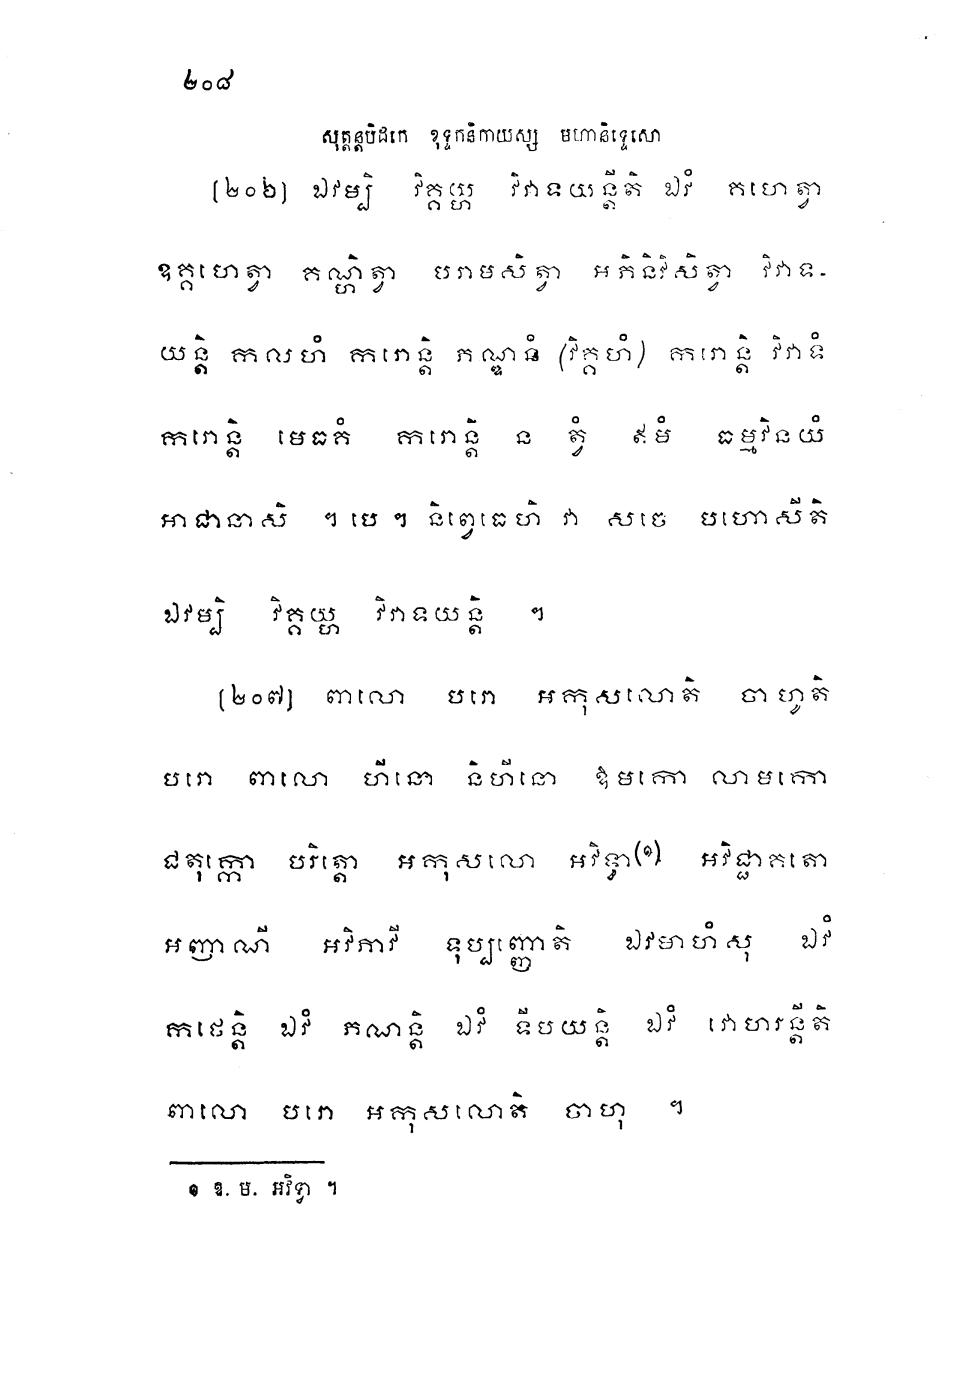 ២០៨
សុត្តន្តបិដកេ ខុទ្ទកនិកាយស្ស មហានិទ្ទេសោ
[២០៦] ឯវម្បិ វិគ្គយ្ហ វិវាទយន្តីតិ ឯវំ គហេត្វា
ឧគ្គហេត្វា គណ្ហិត្វា បរាមសិត្វា អភិនិវិសិត្វា វិវាទ-
យន្តិ កលហំ ករោន្តិ ភណ្ឌនំ (វិគ្គហំ) ករោន្តិ វិវាទំ
ករោន្តិ មេធគំ ករោន្តិ ន ត្វំ ឥមំ ធម្មវិនយំ
អាជានាសិ ។ បេ ។ និព្វេធេហិ វា សចេ បហោសីតិ
ឯវម្បិ វិគ្គយ្ហ វិវាទយន្តិ ។
[២០៧] ពាលោ បរោ អកុសលោតិ ចាហូតិ
បរោ ពាលោ ហីនោ និហីនោ ឱមកោ លាមកោ
ជតុក្កោ បរិត្តោ អកុសលោ អវិទ្វា(១) អវិជ្ជាគតោ
អញាណី អវិភាវី ទុប្បញ្ញោតិ ឯវមាហំសុ ឯវំ
កថេន្តិ ឯវំ ភណន្តិ ឯវំ ទីបយន្តិ ឯវំ វោហរន្តីតិ
ពាលោ បរោ អកុសលោតិ ចាហុ ។
១ ឱ. ម. អវិទ្វា ។